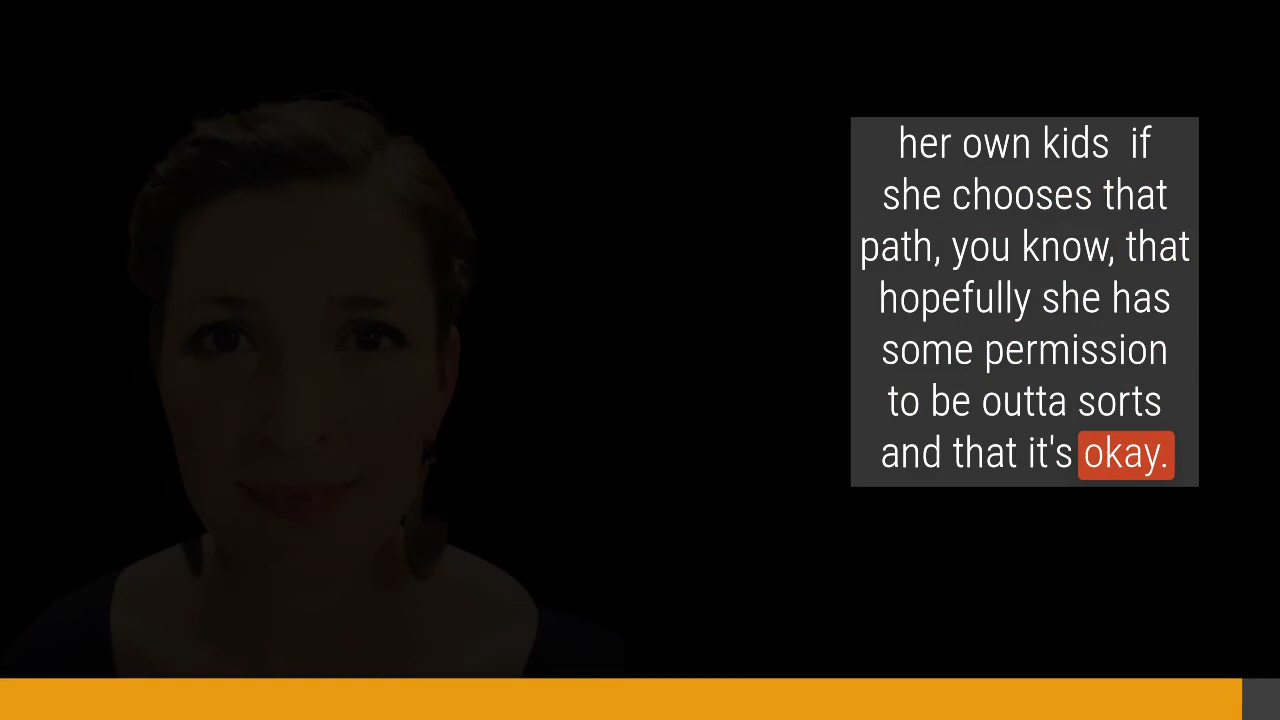 her own kids  if
she chooses that
path, you know, that
hopefully she has
some permission
to be outta sorts
and that it's okay.